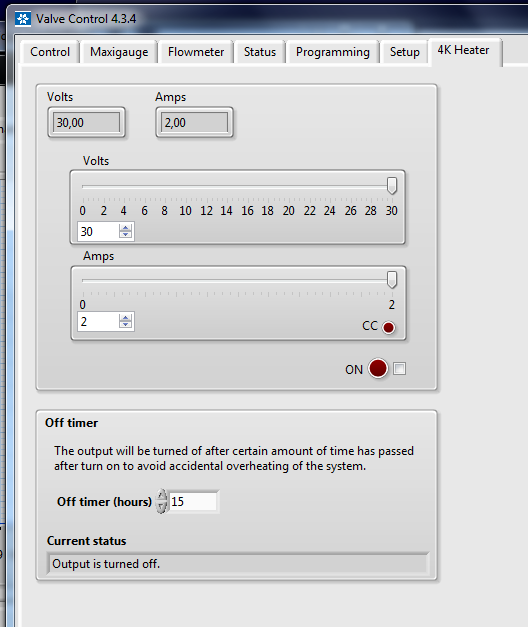 Valve Control 4.3.4
Control Maxigauge Flowmeter Status Programming Setup 4K Heater
Volts Amps
30,00 2,00
Volts
0 2 4 6 8 10 12 14 16 18 20 22 24 26 28 30
30
Amps
0 2
2
CC
ON
Off timer
The output will be turned of after certain amount of time has passed
after turn on to avoid accidental overheating of the system.
Off timer (hours) 15
Current status
Output is turned off.